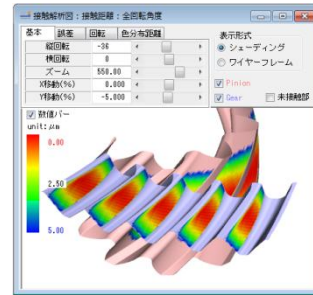 接触解析図：接触距離：全回転角度
基本 誤差 回転 色分布距離
縦回転 -36
横回転 8
ズーム 550.00
X移動(%) 0.000
Y移動(%) -5.000
表示形式
シェーディング
ワイヤーフレーム
Pinion
Gear 未接触部
数値バー
unit:μm
0.00
2.50
5.00